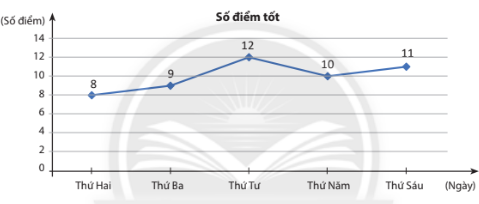 Số điểm tốt
(Số điểm)
14
12
10
8
6
4
2
0
8
9
12
10
11
Thứ Hai
Thứ Ba
Thứ Tư
Thứ Năm
Thứ Sáu
(Ngày)